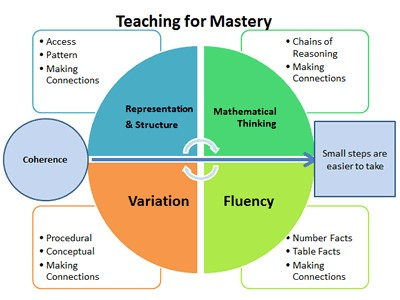 Teaching for Mastery
• Access
• Pattern
• Making
Connections
• Chains of
Reasoning
• Making
Connections
Representation
& Structure
Mathematical
Thinking
Coherence
Small steps are
easier to take
Variation
Fluency
• Procedural
• Conceptual
• Making
Connections
• Number Facts
• Table Facts
• Making
Connections